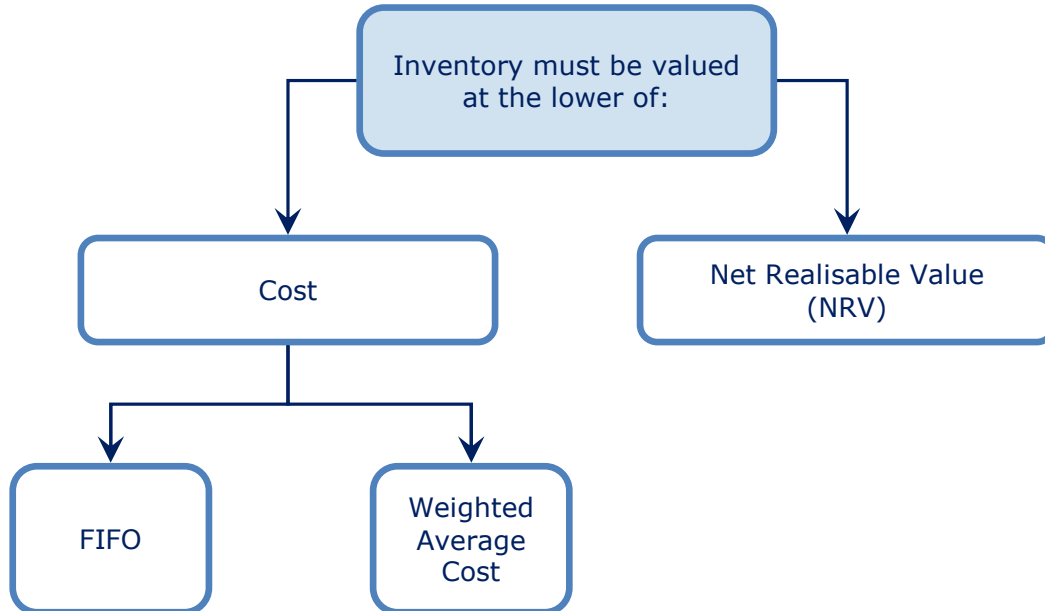 Inventory must be valued
at the lower of:
Cost
Net Realisable Value
(NRV)
FIFO
Weighted
Average
Cost